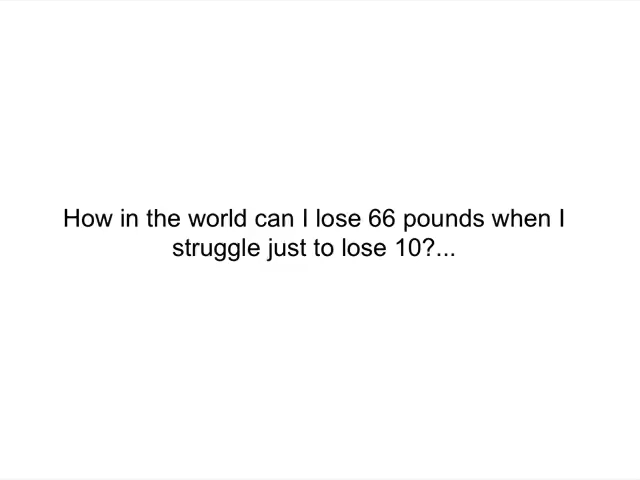 How in the world can I lose 66 pounds when I
struggle just to lose 10?...